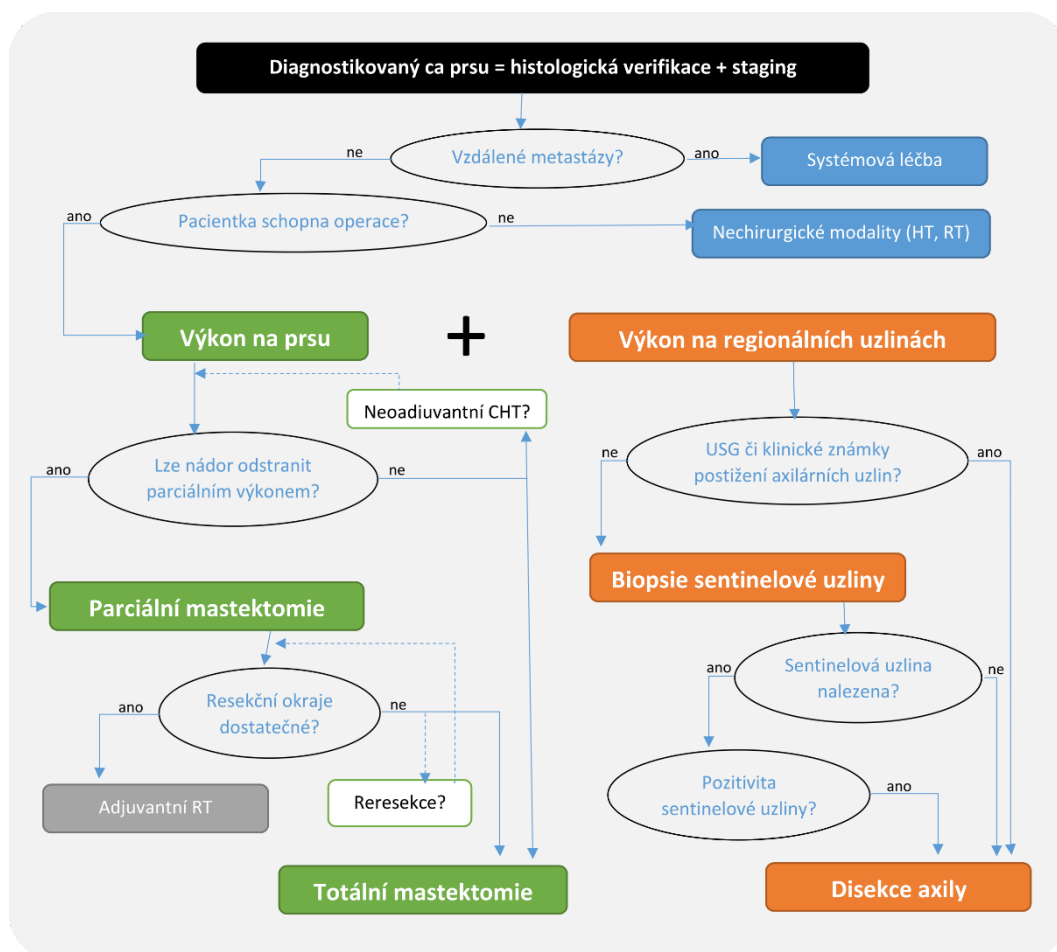 Diagnostikovaný ca prsu = histologická verifikace + staging
Vzdálené metastázy?
ne
ano
Systémová léčba
Pacientka schopna operace?
ano
ne
Nechirurgické modality (HT, RT)
Výkon na prsu
+
Výkon na regionálních uzlinách
Neoadiuvantní CHT?
Lze nádor odstranit
parciálním výkonem?
ano
ne
USG či klinické známky
postižení axilárních uzlin?
ne
ano
Parciální mastektomie
Biopsie sentinelové uzliny
Resekční okraje
dostatečné?
ano
ne
Sentinelová uzlina
nalezena?
ano
ne
Adjuvantní RT
Reresekce?
Pozitivita
sentinelové uzliny?
ano
Totální mastektomie
Disekce axily